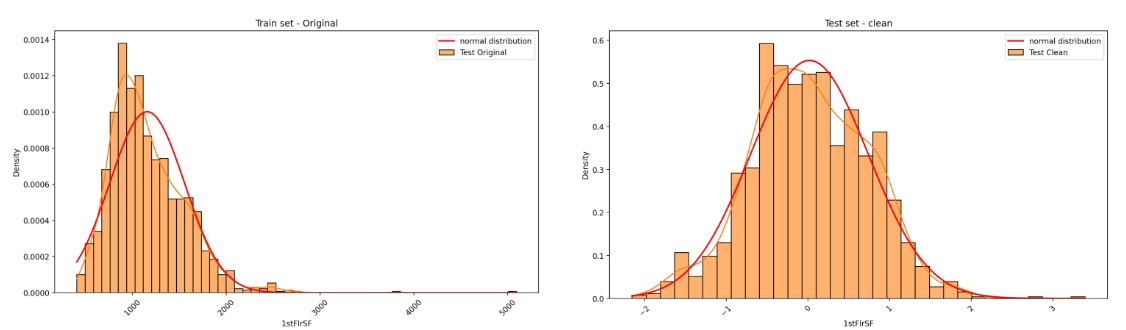 Train set - Original
normal distribution
Test Original
Density
0.0014
0.0012
0.0010
0.0008
0.0006
0.0004
0.0002
0.0000
1000
2000
3000
4000
5000
1stFlrSF
Test set - clean
normal distribution
Test Clean
Density
0.6
0.5
0.4
0.3
0.2
0.1
0.0
−2
−1
0
1
2
3
1stFlrSF